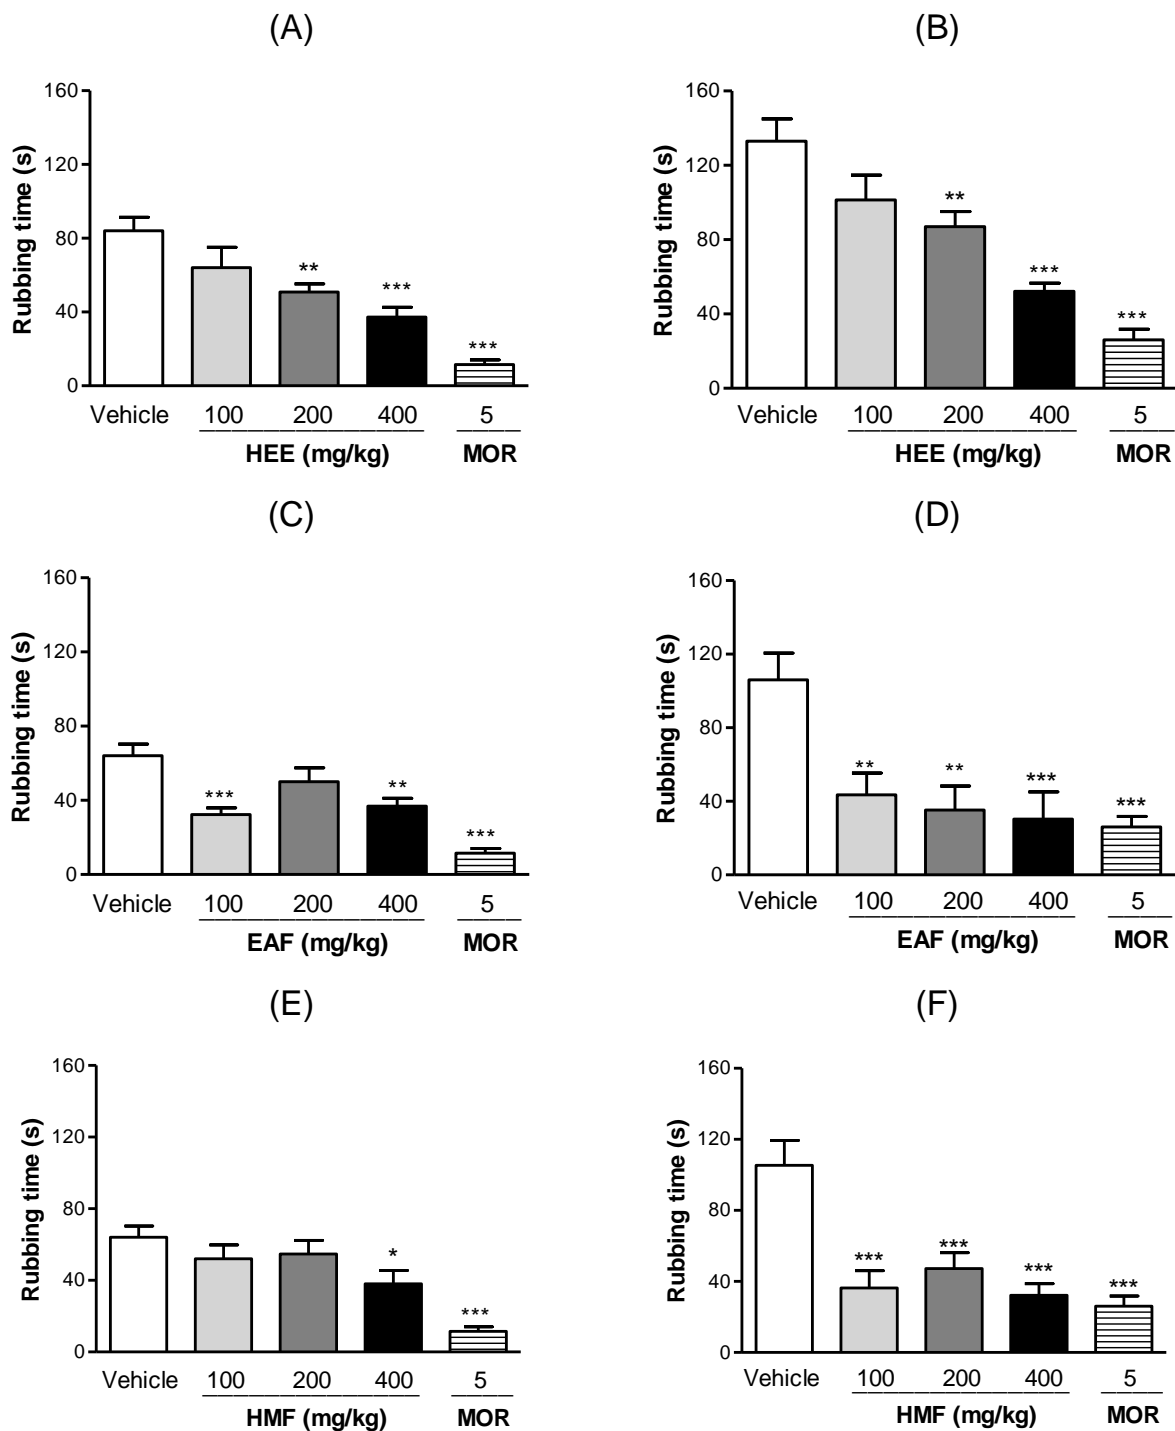 (A)
160
120
80
40
0
Rubbing time (s)
**
***
***
Vehicle 100 200 400 5
HEE (mg/kg) MOR
(B)
160
120
80
40
0
Rubbing time (s)
**
***
***
Vehicle 100 200 400 5
HEE (mg/kg) MOR
(C)
160
120
80
40
0
Rubbing time (s)
***
**
***
Vehicle 100 200 400 5
EAF (mg/kg) MOR
(D)
160
120
80
40
0
Rubbing time (s)
**
**
***
***
Vehicle 100 200 400 5
EAF (mg/kg) MOR
(E)
160
120
80
40
0
Rubbing time (s)
*
***
Vehicle 100 200 400 5
HMF (mg/kg) MOR
(F)
160
120
80
40
0
Rubbing time (s)
***
***
***
***
Vehicle 100 200 400 5
HMF (mg/kg) MOR